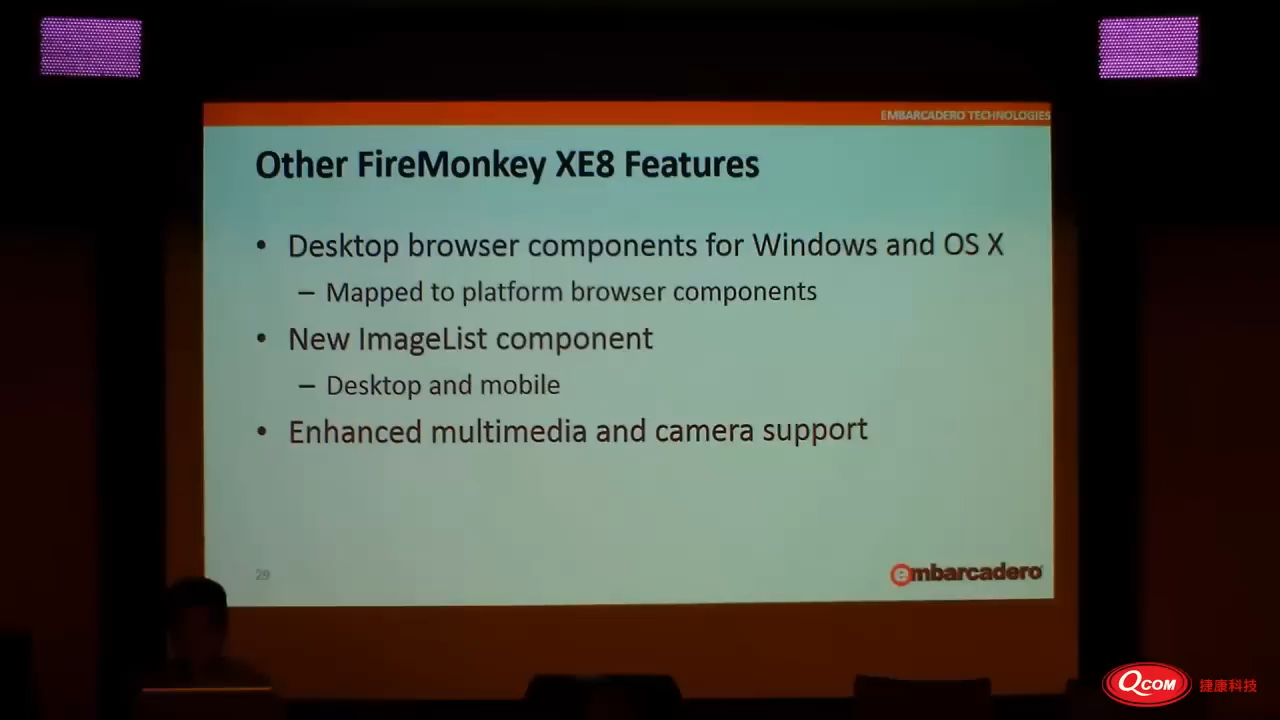 EMBARCADERO TECHNOLOGIES
Other FireMonkey XE8 Features
• Desktop browser components for Windows and OS X
– Mapped to platform browser components
• New ImageList component
– Desktop and mobile
• Enhanced multimedia and camera support
29
embarcadero
QCOM 捷康科技